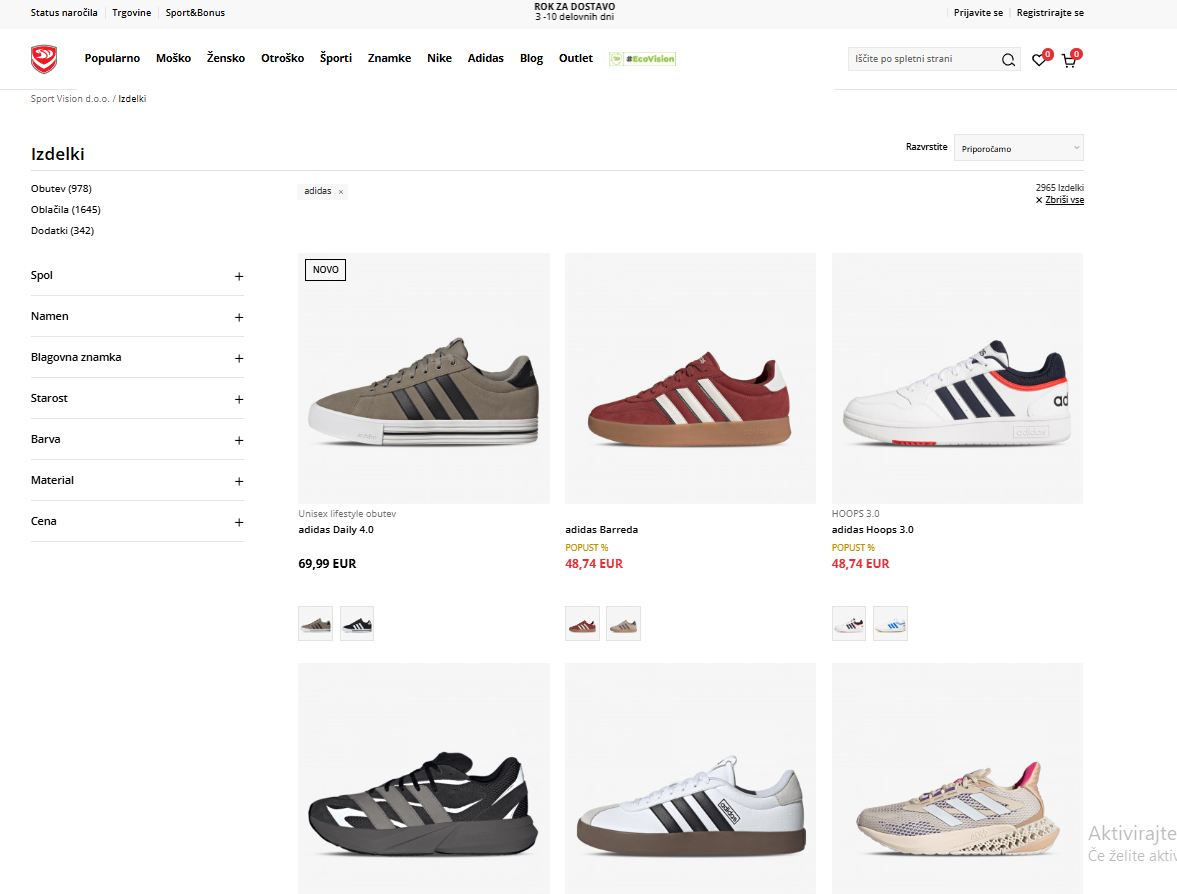 Status naročila
Trgovine
Sport&Bonus
ROK ZA DOSTAVO
3 -10 delovnih dni
Prijavite se
Registrirajte se
Popularno
Moško
Žensko
Otroško
Športi
Znamke
Nike
Adidas
Blog
Outlet
#EcoVision
Iščite po spletni strani
0
0
Sport Vision d.o.o. / Izdelki
Izdelki
Razvrstite
Priporočamo
Obutev (978)
Oblačila (1645)
Dodatki (342)
adidas ×
2965 Izdelki
× Zbriši vse
Spol +
Namen +
Blagovna znamka +
Starost +
Barva +
Material +
Cena +
NOVO
ad
adidas
Unisex lifestyle obutev
adidas Daily 4.0
69,99 EUR
adidas Barreda
POPUST %
48,74 EUR
HOOPS 3.0
adidas Hoops 3.0
POPUST %
48,74 EUR
adidas
Aktivirajte
Če želite aktiv